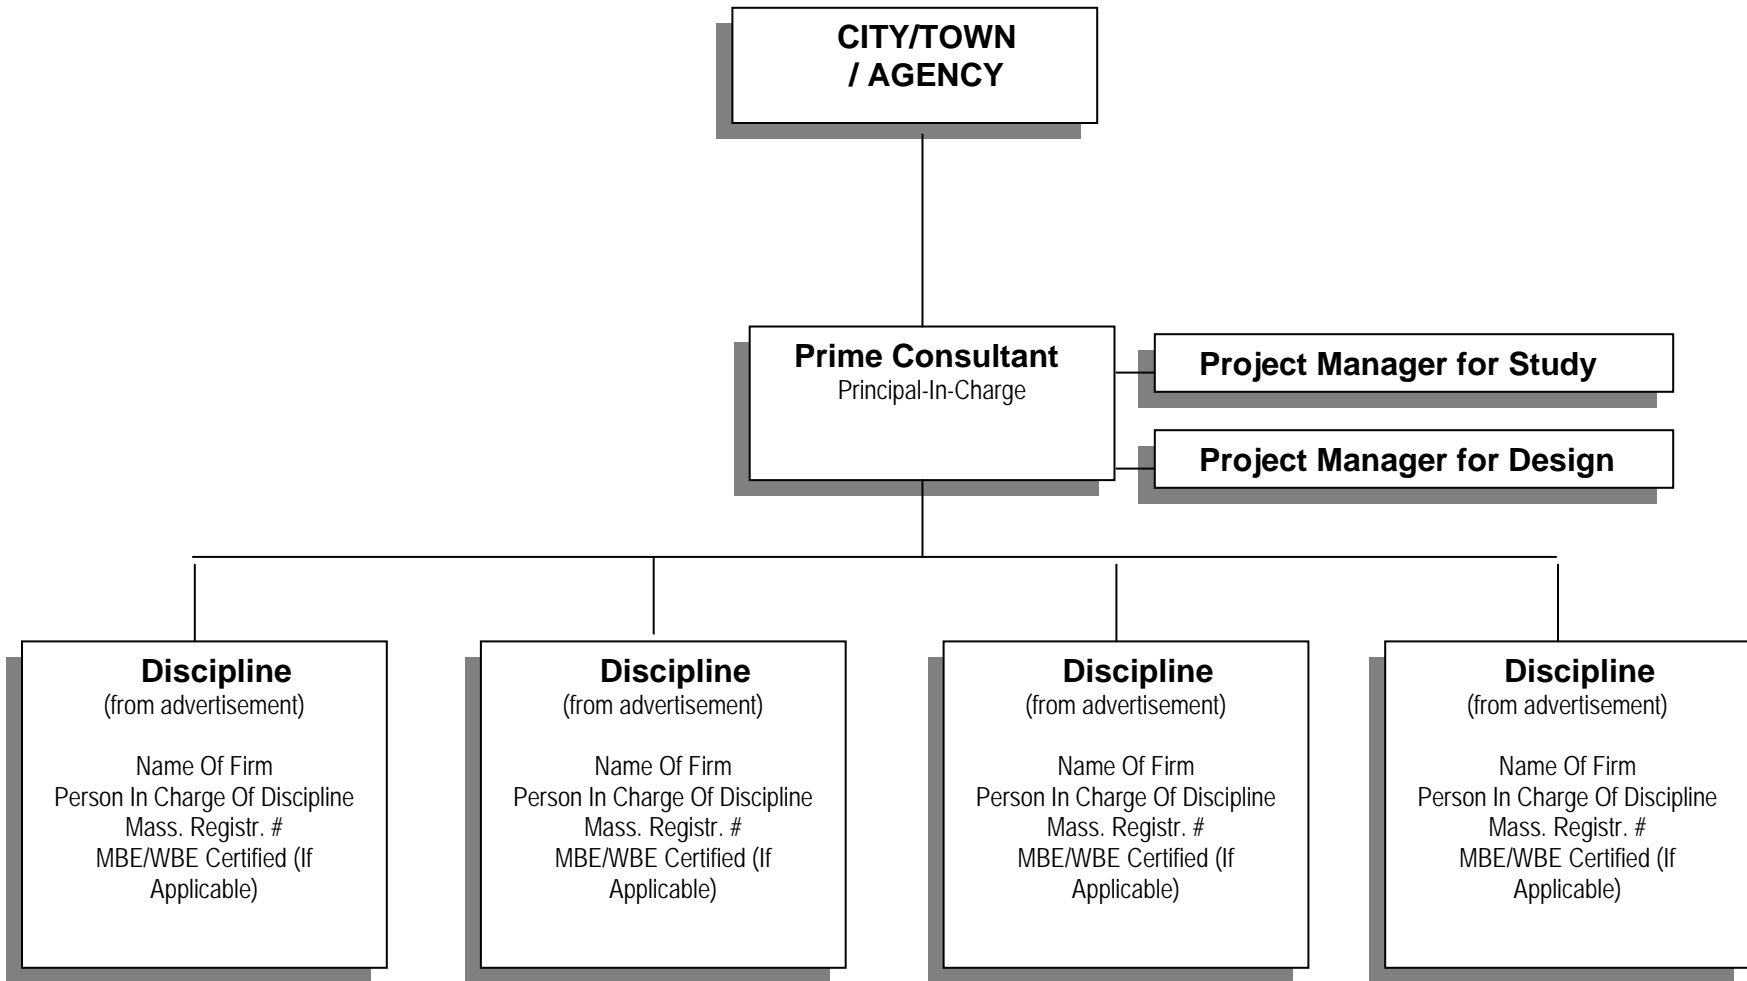 CITY/TOWN
/ AGENCY
Prime Consultant
Principal-In-Charge
Project Manager for Study
Project Manager for Design
Discipline
(from advertisement)
Name Of Firm
Person In Charge Of Discipline
Mass. Registr. #
MBE/WBE Certified (If
Applicable)
Discipline
(from advertisement)
Name Of Firm
Person In Charge Of Discipline
Mass. Registr. #
MBE/WBE Certified (If
Applicable)
Discipline
(from advertisement)
Name Of Firm
Person In Charge Of Discipline
Mass. Registr. #
MBE/WBE Certified (If
Applicable)
Discipline
(from advertisement)
Name Of Firm
Person In Charge Of Discipline
Mass. Registr. #
MBE/WBE Certified (If
Applicable)